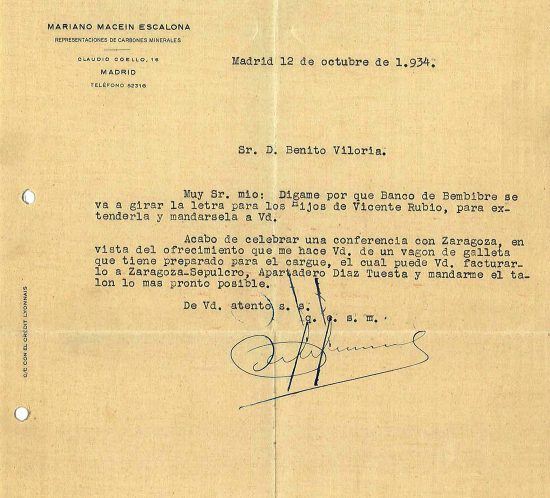 MARIANO MACEIN ESCALONA
REPRESENTACIONES DE CARBONES MINERALES
CLAUDIO COELLO, 16
MADRID
TELÉFONO 52316
Madrid 12 de octubre de 1.934.
Sr. D. Benito Viloria.
Muy Sr. mio: Digame por que Banco de Bembibre se
va a girar la letra para los Hijos de Vicente Rubio, para ex-
tenderla y mandarsela a Vd.
Acabo de celebrar una conferencia con Zaragoza, en
vista del ofrecimiento que me hace Vd. de un vagon de galleta
que tiene preparado para el cargue, el cual puede Vd. facturar-
lo a Zaragoza-Sepulcro, Apartadero Diaz Tuesta y mandarme el ta-
lon lo mas pronto posible.
De Vd. atento s. s.
q. e. s. m.
C/C CON EL CRÉDIT LYONNAIS